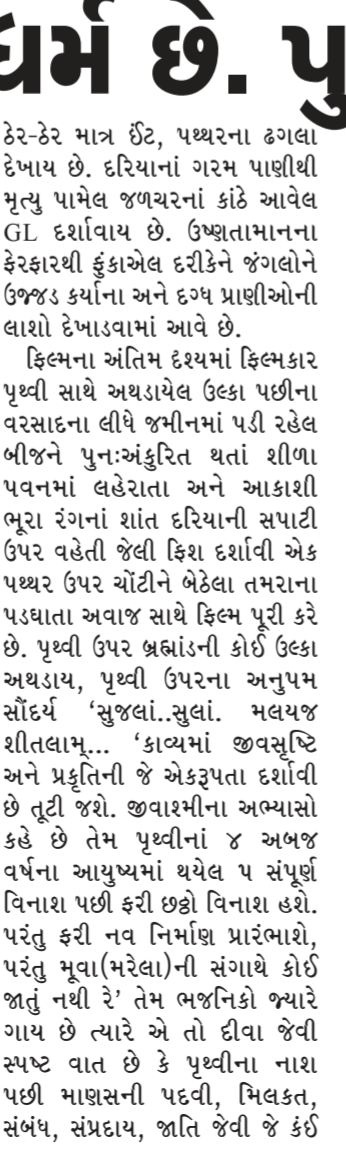 ધર્મ છે. પુ
ઠેર-ઠેર માત્ર ઈંટ, પથ્થરના ઢગલા
દેખાય છે. દરિયાનાં ગરમ પાણીથી
મૃત્યુ પામેલ જળચરનાં કાંઠે આવેલ
GL દર્શાવાય છે. ઉષ્ણતામાનના
ફેરફારથી ફુંકાએલ દરીકેને જંગલોને
ઉજ્જડ કર્યાના અને દગ્ધ પ્રાણીઓની
લાશો દેખાડવામાં આવે છે.
ફિલ્મના અંતિમ દૃશ્યમાં ફિલ્મકાર
પૃથ્વી સાથે અથડાયેલ ઉલ્કા પછીના
વરસાદના લીધે જમીનમાં પડી રહેલ
બીજને પુનઃઅંકુરિત થતાં શીળા
પવનમાં લહેરાતા અને આકાશી
ભૂરા રંગનાં શાંત દરિયાની સપાટી
ઉપર વહેતી જેલી ફિશ દર્શાવી એક
પથ્થર ઉપર ચોંટીને બેઠેલા તમરાના
પડઘાતા અવાજ સાથે ફિલ્મ પૂરી કરે
છે. પૃથ્વી ઉપર બ્રહ્માંડની કોઈ ઉલ્કા
અથડાય, પૃથ્વી ઉપરના અનુપમ
સૌંદર્ય ‘સુજલાં..સુલાં. મલયજ
શીતલામ્... ‘કાવ્યમાં જીવસૃષ્ટિ
અને પ્રકૃતિની જે એકરૂપતા દર્શાવી
છે તૂટી જશે. જીવાશ્મીના અભ્યાસો
કહે છે તેમ પૃથ્વીનાં ૪ અબજ
વર્ષના આયુષ્યમાં થયેલ ૫ સંપૂર્ણ
વિનાશ પછી ફરી છઠ્ઠો વિનાશ હશે.
પરંતુ ફરી નવ નિર્માણ પ્રારંભાશે,
પરંતુ મૂવા(મરેલા)ની સંગાથે કોઈ
જાતું નથી રે’ તેમ ભજનિકો જ્યારે
ગાય છે ત્યારે એ તો દીવા જેવી
સ્પષ્ટ વાત છે કે પૃથ્વીના નાશ
પછી માણસની પદવી, મિલકત,
સંબંધ, સંપ્રદાય, જાતિ જેવી જે કંઈ